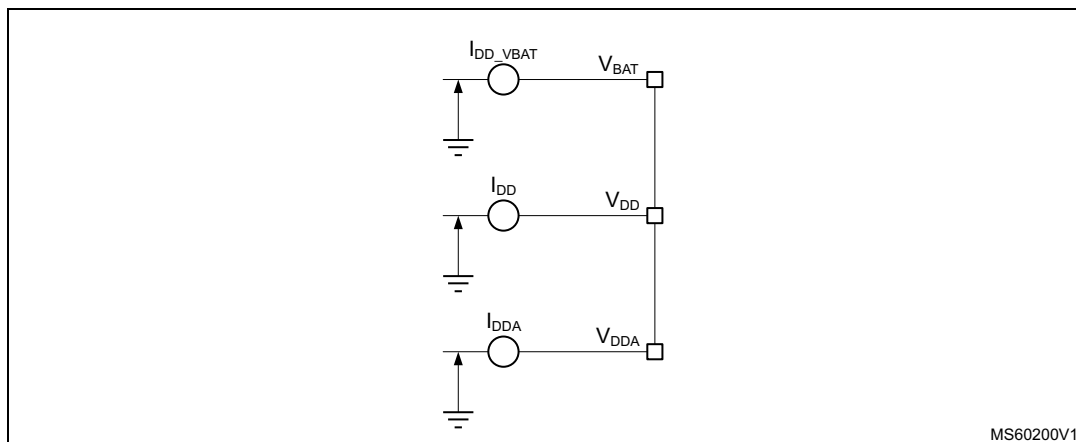 I_DD_VBAT
V_BAT
I_DD
V_DD
I_DDA
V_DDA
MS60200V1